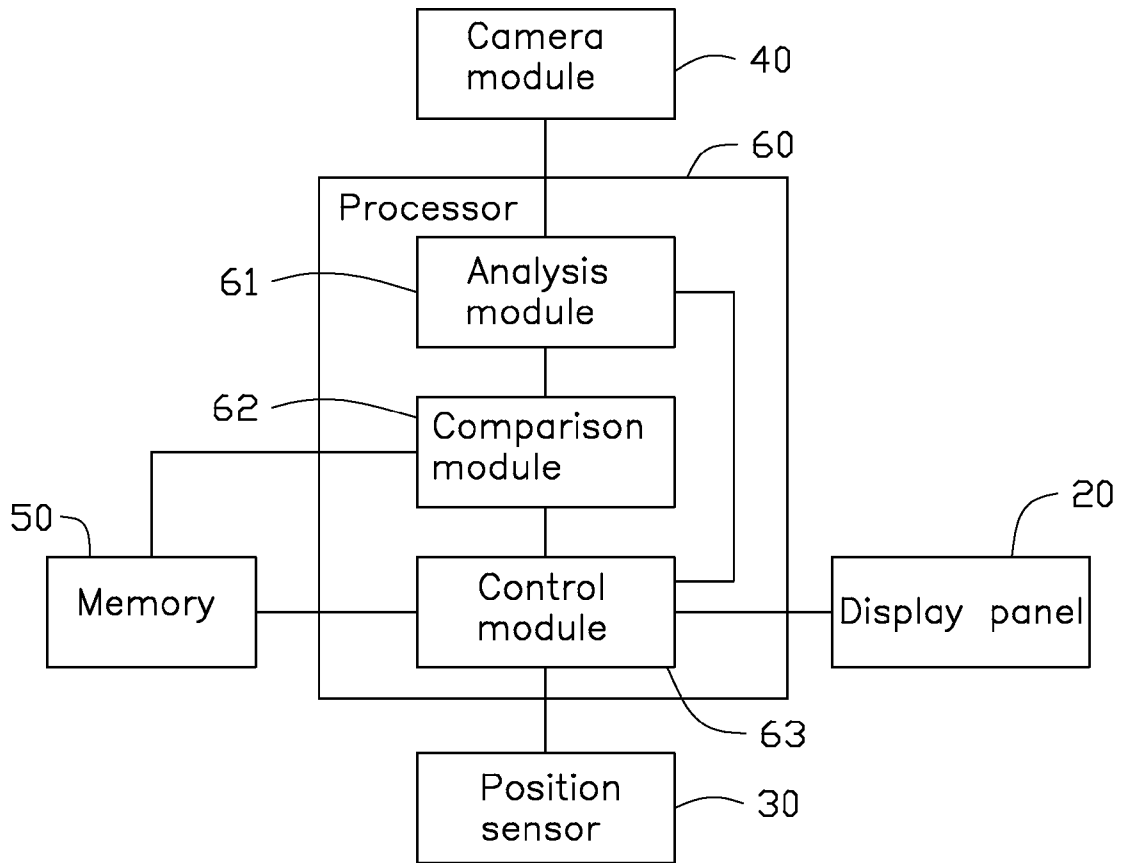 Camera
module
40
60
Processor
Analysis
module
61
62
Comparison
module
50
20
Memory
Control
module
Display panel
63
Position
sensor
30